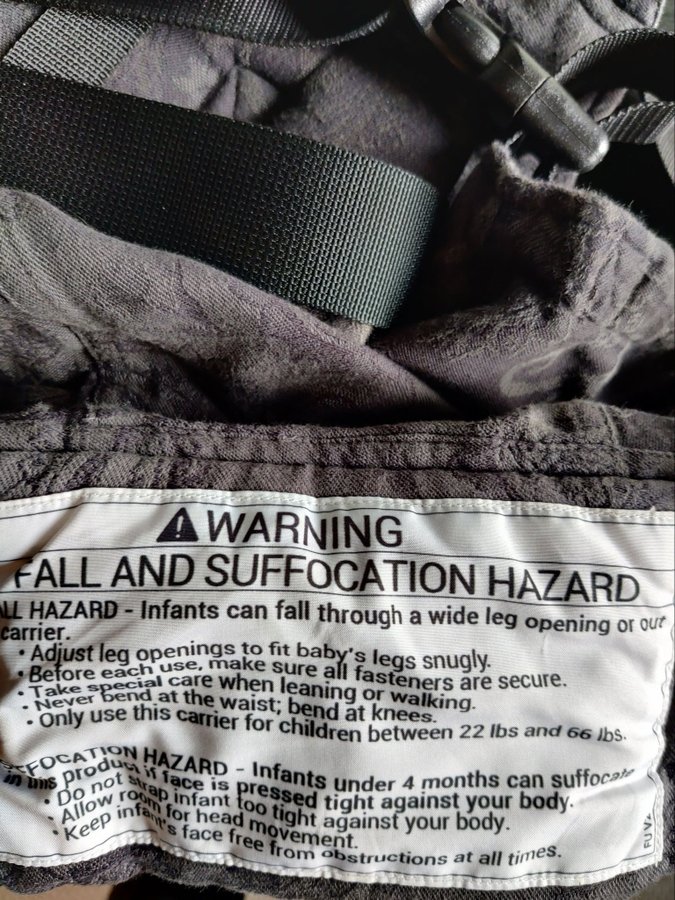 WARNING
FALL AND SUFFOCATION HAZARD
HAZARD - Infants can fall through a wide leg opening or out
carrier.
• Adjust leg openings to fit baby's legs snugly.
• Before each use, make sure all fasteners are secure.
• Take special care when leaning or walking.
• Never bend at the waist; bend at knees.
• Only use this carrier for children between 22 lbs and 66 lbs.
HAZARD - Infants under 4 months can suffocate
in this product if face is pressed tight against your body.
• Do not strap infant too tight against your body.
• Allow room for head movement.
• Keep infant's face free from obstructions at all times.